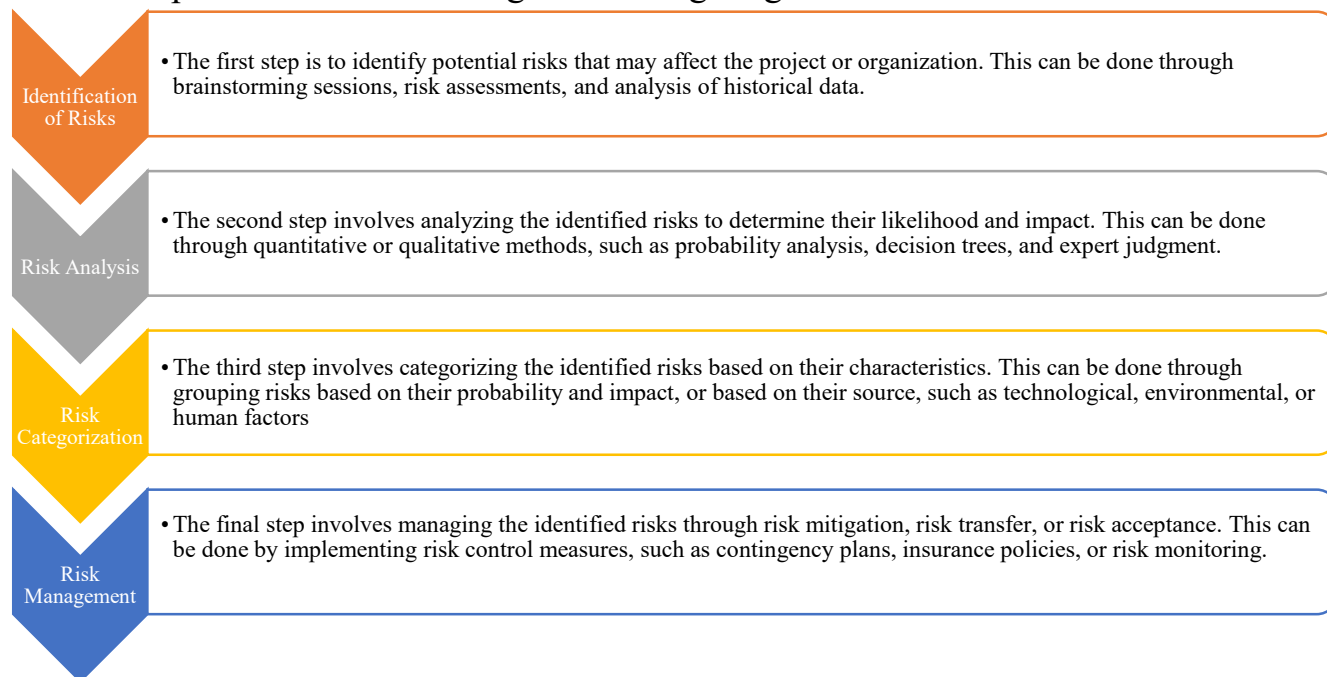 Identification
of Risks
• The first step is to identify potential risks that may affect the project or organization. This can be done through
brainstorming sessions, risk assessments, and analysis of historical data.
Risk Analysis
• The second step involves analyzing the identified risks to determine their likelihood and impact. This can be done
through quantitative or qualitative methods, such as probability analysis, decision trees, and expert judgment.
Risk
Categorization
• The third step involves categorizing the identified risks based on their characteristics. This can be done through
grouping risks based on their probability and impact, or based on their source, such as technological, environmental, or
human factors
Risk
Management
• The final step involves managing the identified risks through risk mitigation, risk transfer, or risk acceptance. This can
be done by implementing risk control measures, such as contingency plans, insurance policies, or risk monitoring.